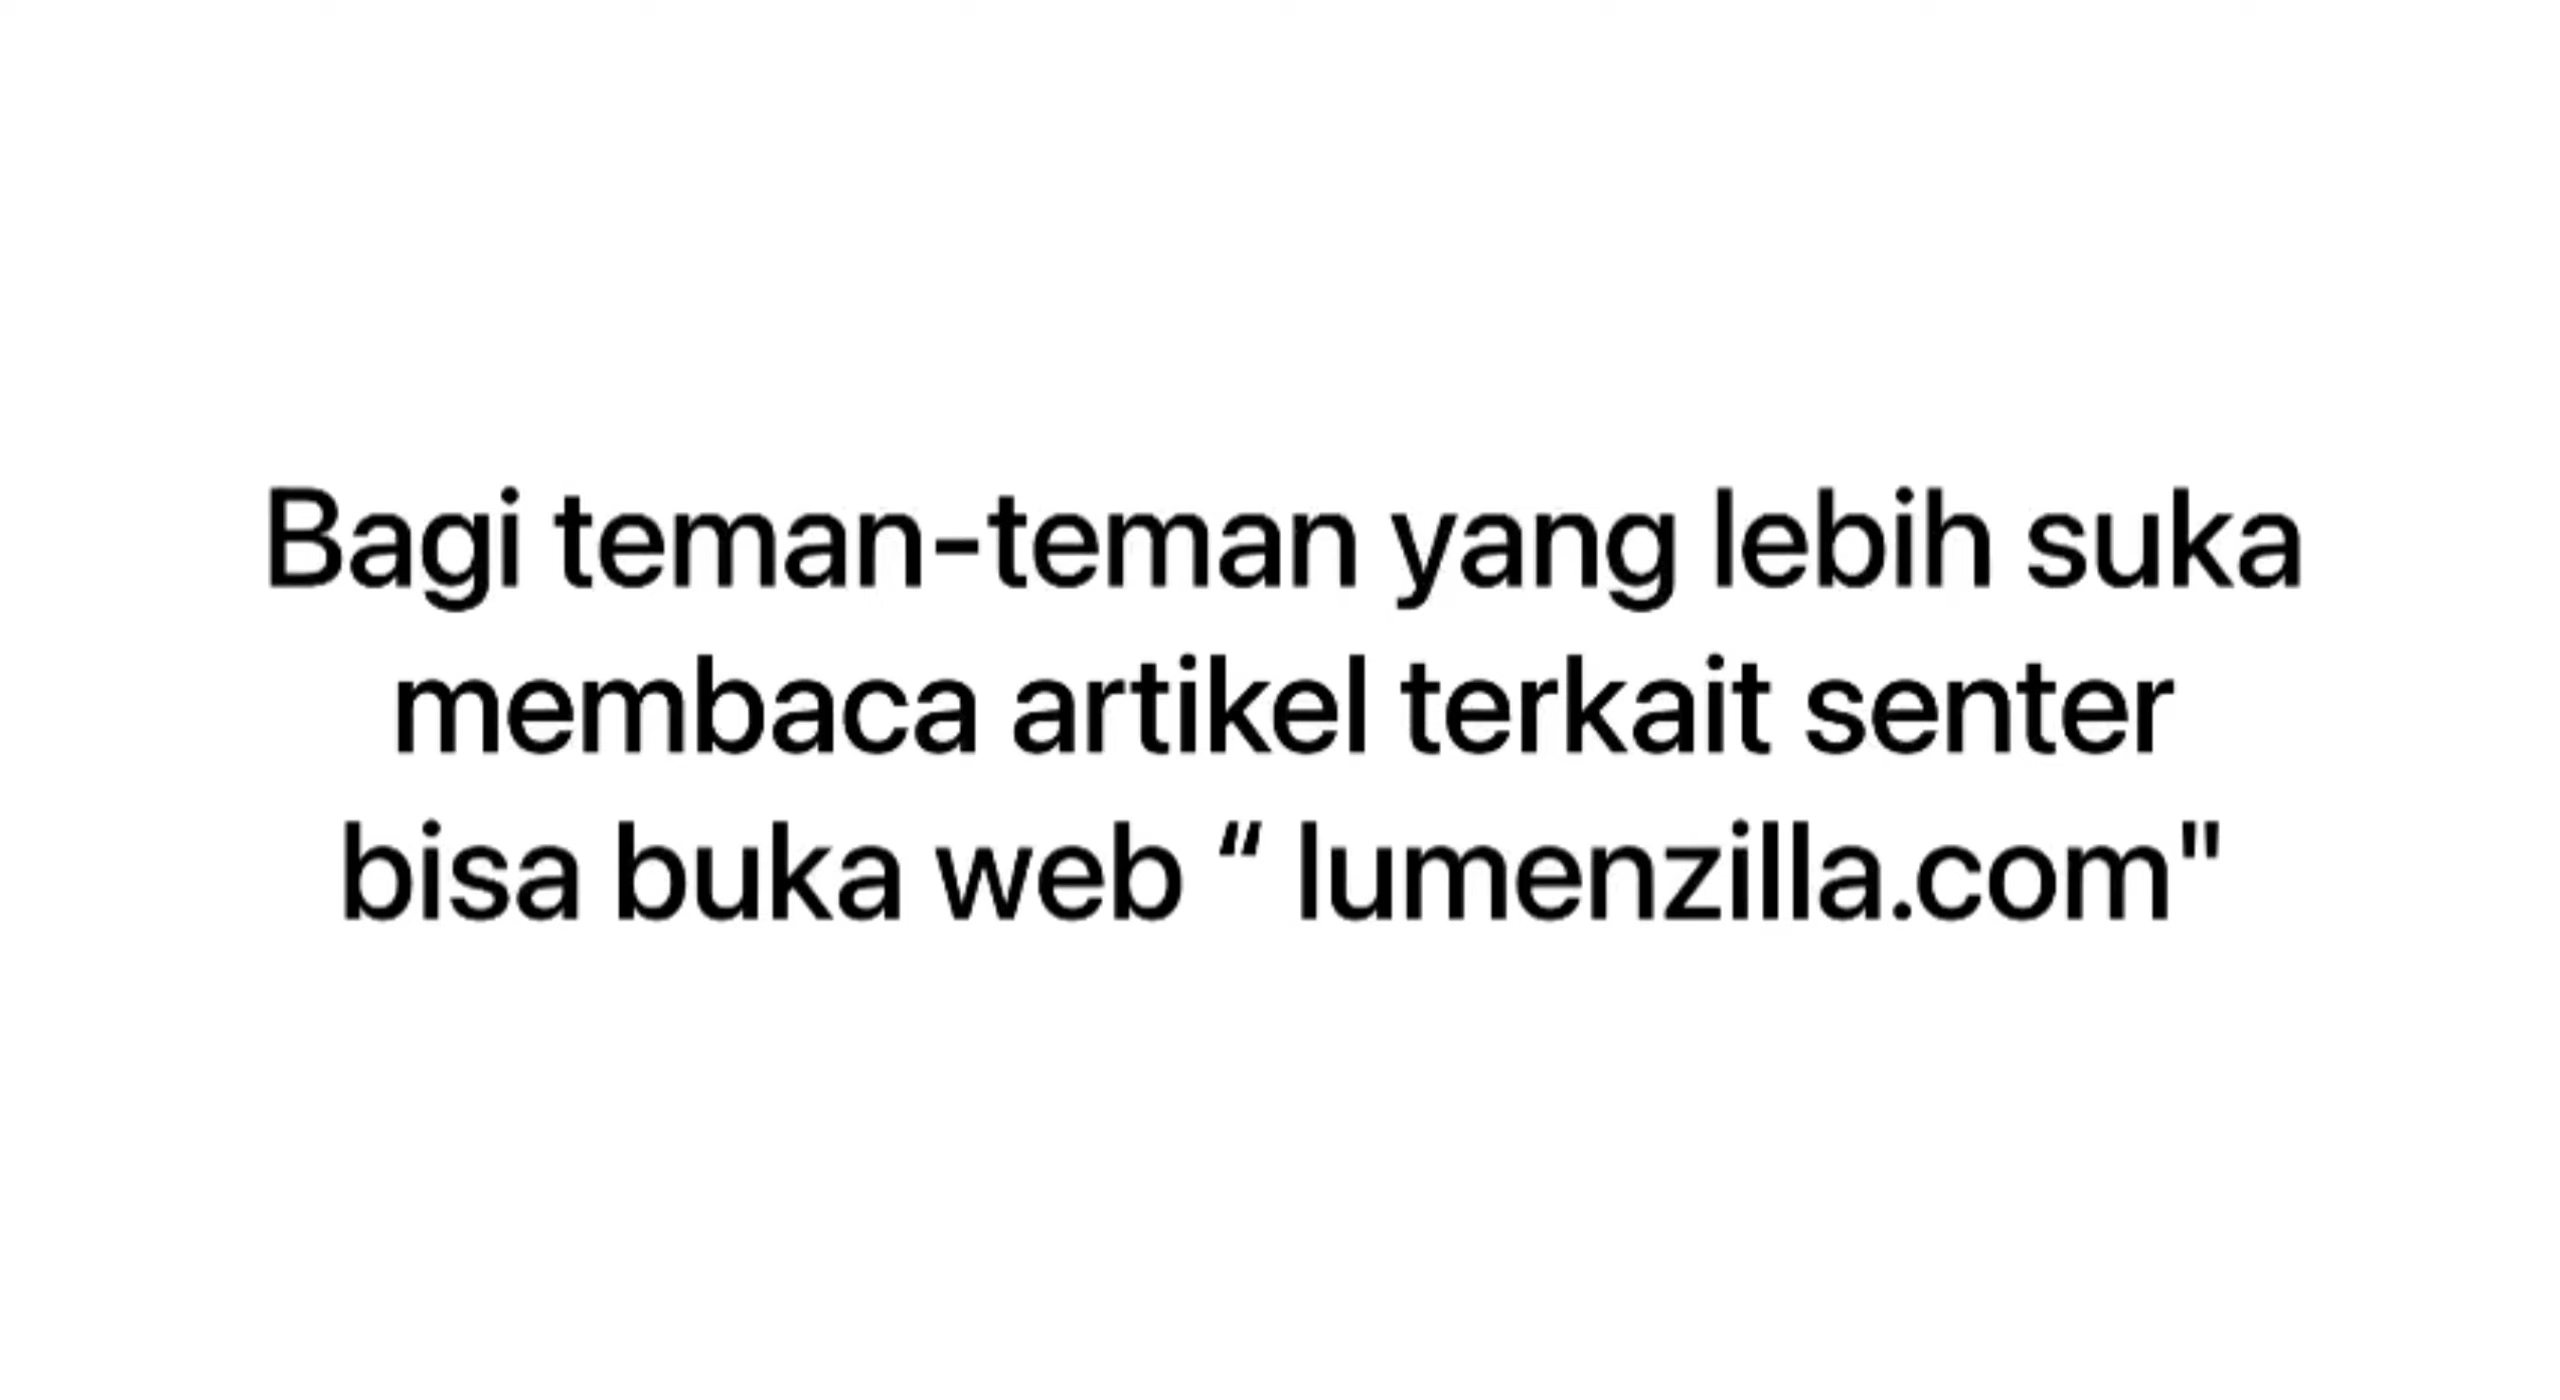 Bagi teman-teman yang lebih suka
membaca artikel terkait senter
bisa buka web “ lumenzilla.com"